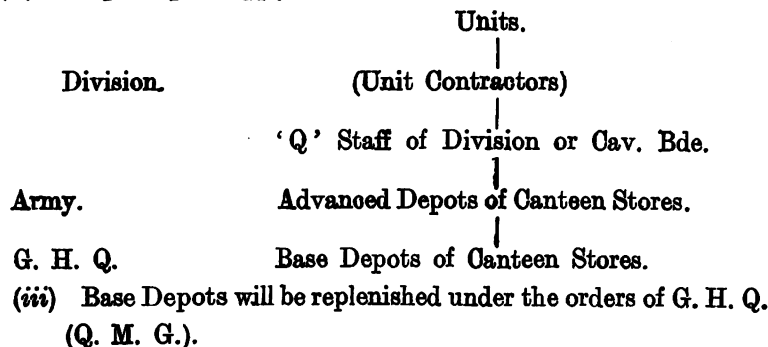 Units.
Division. (Unit Contractors)
‘Q’ Staff of Division or Cav. Bde.
Army. Advanced Depots of Canteen Stores.
G. H. Q. Base Depots of Canteen Stores.
(iii) Base Depots will be replenished under the orders of G. H. Q.
(Q. M. G.).